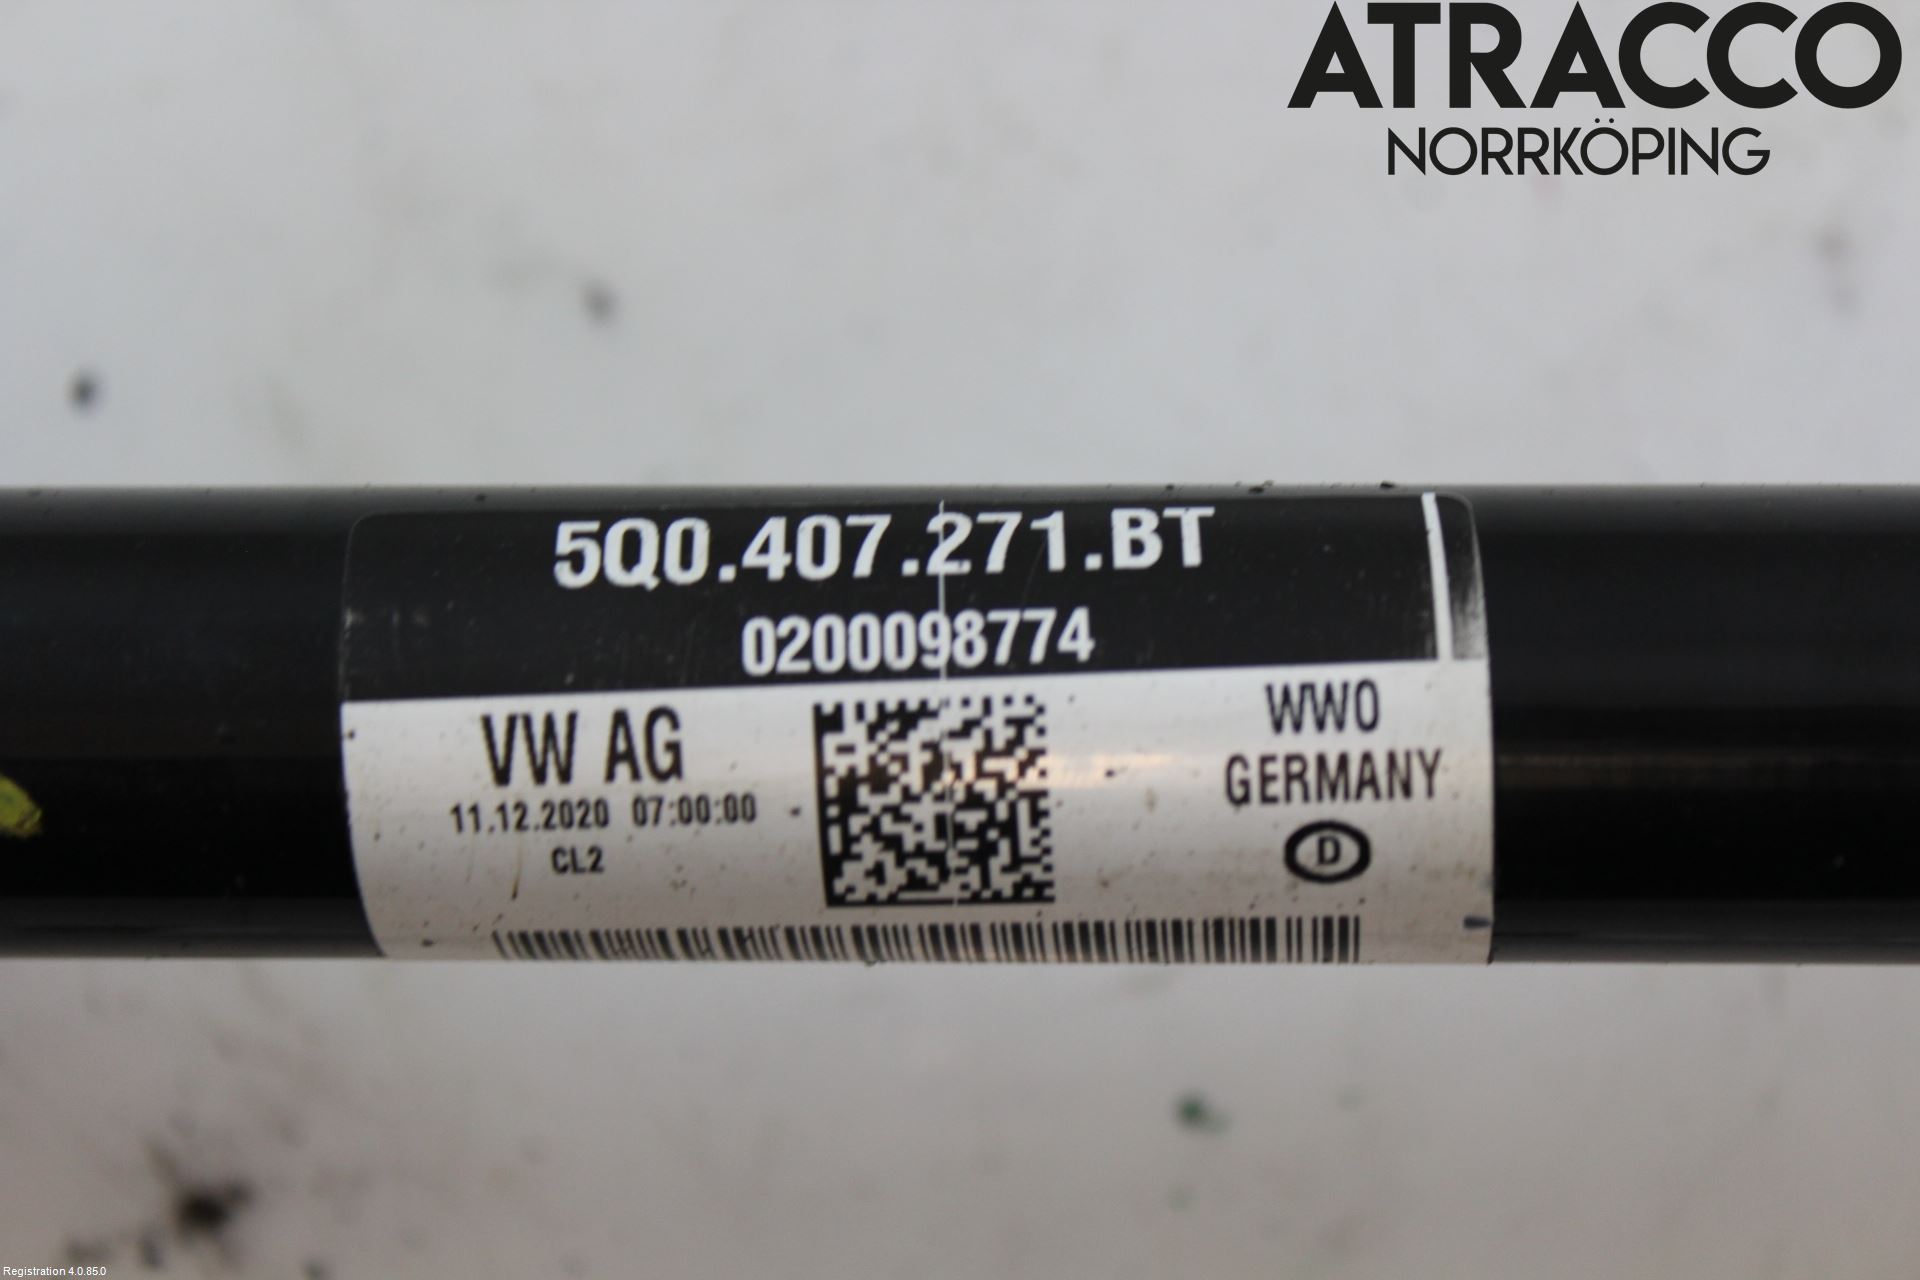 ATRACCO
NORRKÖPING
5Q0.407.271.BT
0200098774
VW AG
11.12.2020 07:00:00
CL2
WWO
GERMANY
D
Registration 4.0.85.0